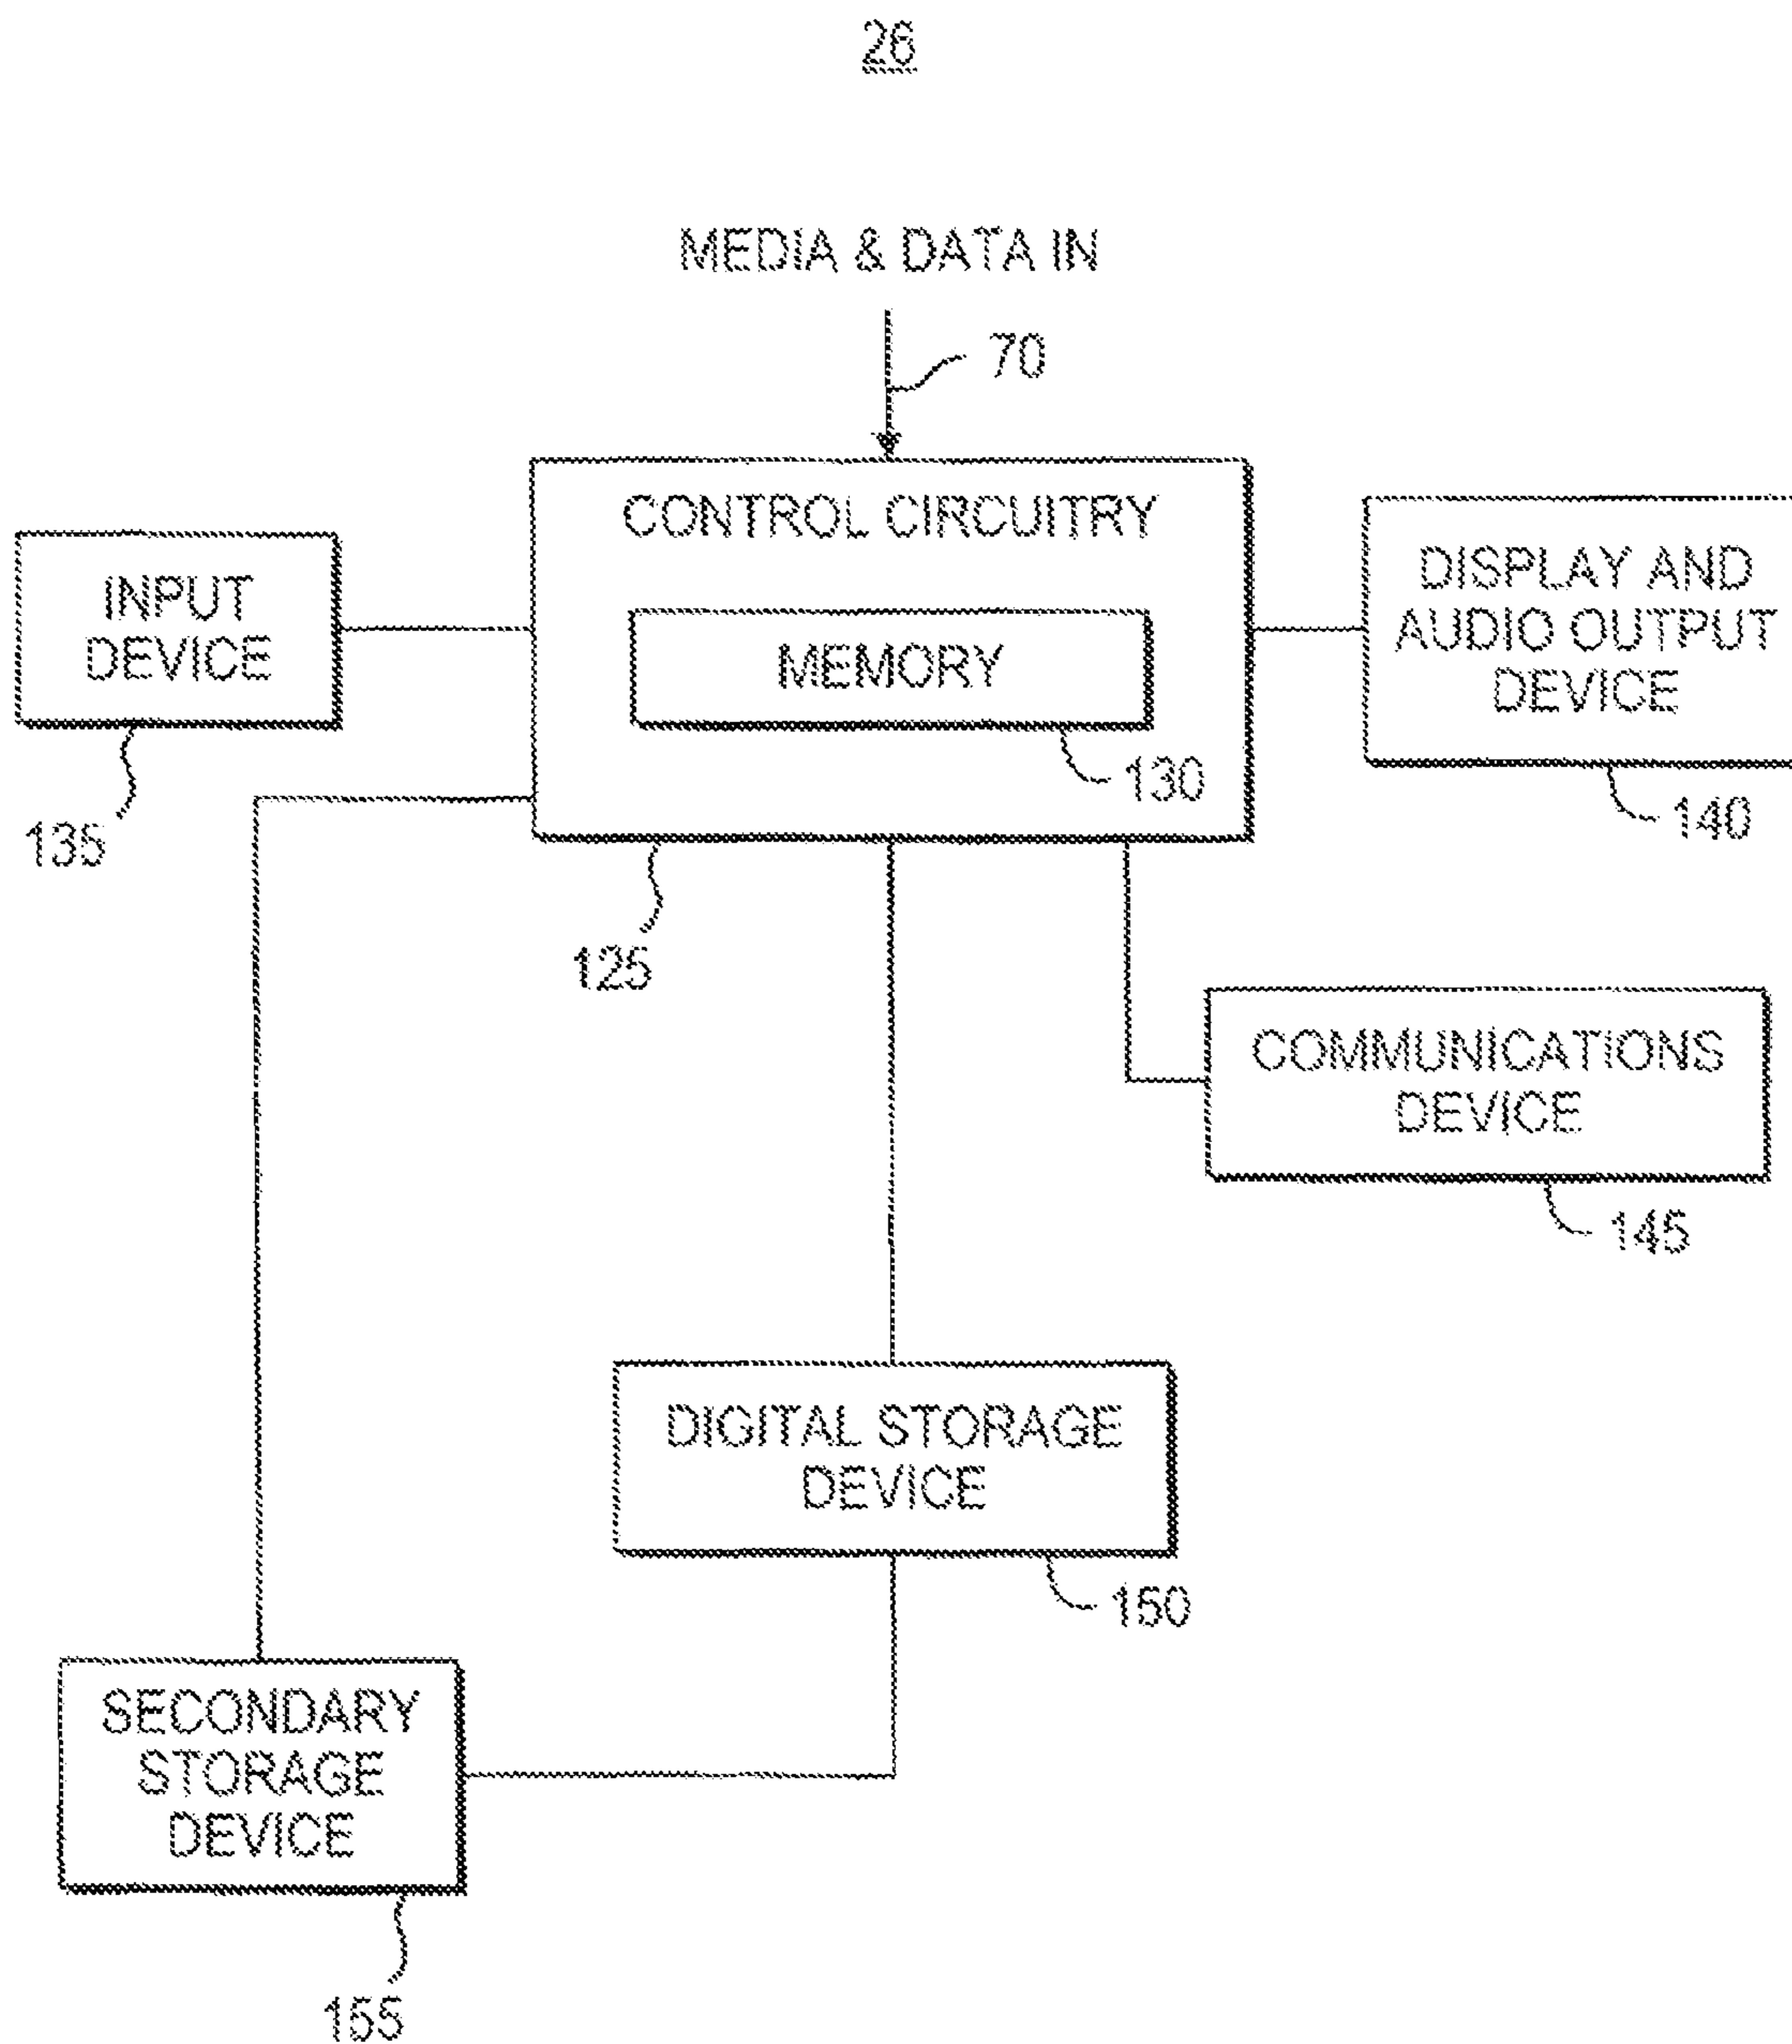 26
MEDIA & DATA IN
70
CONTROL CIRCUITRY
INPUT
DEVICE
MEMORY
DISPLAY AND
AUDIO OUTPUT
DEVICE
130
135
140
125
COMMUNICATIONS
DEVICE
145
DIGITAL STORAGE
DEVICE
150
SECONDARY
STORAGE
DEVICE
155